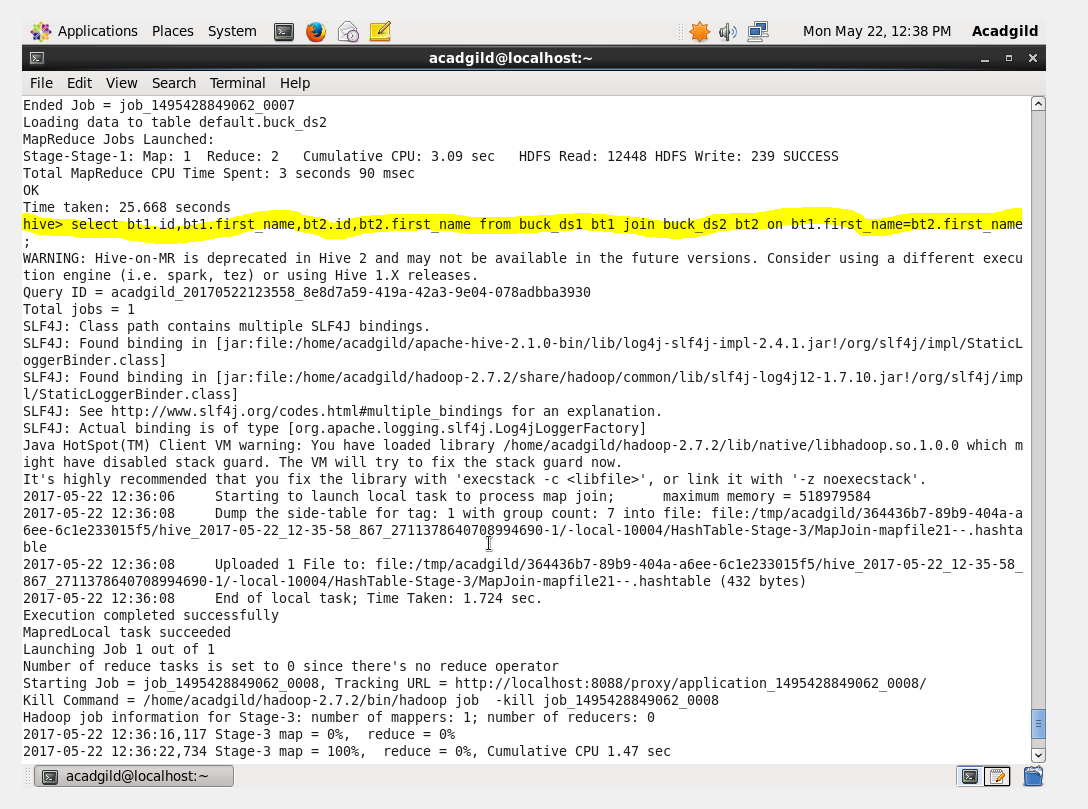 Applications Places System Mon May 22, 12:38 PM Acadgild
acadgild@localhost:~
File Edit View Search Terminal Help
Ended Job = job_1495428849062_0007
Loading data to table default.buck_ds2
MapReduce Jobs Launched:
Stage-Stage-1: Map: 1  Reduce: 2   Cumulative CPU: 3.09 sec   HDFS Read: 12448 HDFS Write: 239 SUCCESS
Total MapReduce CPU Time Spent: 3 seconds 90 msec
OK
Time taken: 25.668 seconds
hive> select bt1.id,bt1.first_name,bt2.id,bt2.first_name from buck_ds1 bt1 join buck_ds2 bt2 on bt1.first_name=bt2.first_name
;
WARNING: Hive-on-MR is deprecated in Hive 2 and may not be available in the future versions. Consider using a different execu
tion engine (i.e. spark, tez) or using Hive 1.X releases.
Query ID = acadgild_20170522123558_8e8d7a59-419a-42a3-9e04-078adbba3930
Total jobs = 1
SLF4J: Class path contains multiple SLF4J bindings.
SLF4J: Found binding in [jar:file:/home/acadgild/apache-hive-2.1.0-bin/lib/log4j-slf4j-impl-2.4.1.jar!/org/slf4j/impl/StaticL
oggerBinder.class]
SLF4J: Found binding in [jar:file:/home/acadgild/hadoop-2.7.2/share/hadoop/common/lib/slf4j-log4j12-1.7.10.jar!/org/slf4j/imp
l/StaticLoggerBinder.class]
SLF4J: See http://www.slf4j.org/codes.html#multiple_bindings for an explanation.
SLF4J: Actual binding is of type [org.apache.logging.slf4j.Log4jLoggerFactory]
Java HotSpot(TM) Client VM warning: You have loaded library /home/acadgild/hadoop-2.7.2/lib/native/libhadoop.so.1.0.0 which m
ight have disabled stack guard. The VM will try to fix the stack guard now.
It's highly recommended that you fix the library with 'execstack -c <libfile>', or link it with '-z noexecstack'.
2017-05-22 12:36:06     Starting to launch local task to process map join;      maximum memory = 518979584
2017-05-22 12:36:08     Dump the side-table for tag: 1 with group count: 7 into file: file:/tmp/acadgild/364436b7-89b9-404a-a
6ee-6c1e233015f5/hive_2017-05-22_12-35-58_867_2711378640708994690-1/-local-10004/HashTable-Stage-3/MapJoin-mapfile21--.hashta
ble
2017-05-22 12:36:08     Uploaded 1 File to: file:/tmp/acadgild/364436b7-89b9-404a-a6ee-6c1e233015f5/hive_2017-05-22_12-35-58_
867_2711378640708994690-1/-local-10004/HashTable-Stage-3/MapJoin-mapfile21--.hashtable (432 bytes)
2017-05-22 12:36:08     End of local task; Time Taken: 1.724 sec.
Execution completed successfully
MapredLocal task succeeded
Launching Job 1 out of 1
Number of reduce tasks is set to 0 since there's no reduce operator
Starting Job = job_1495428849062_0008, Tracking URL = http://localhost:8088/proxy/application_1495428849062_0008/
Kill Command = /home/acadgild/hadoop-2.7.2/bin/hadoop job  -kill job_1495428849062_0008
Hadoop job information for Stage-3: number of mappers: 1; number of reducers: 0
2017-05-22 12:36:16,117 Stage-3 map = 0%,  reduce = 0%
2017-05-22 12:36:22,734 Stage-3 map = 100%,  reduce = 0%, Cumulative CPU 1.47 sec
acadgild@localhost:~